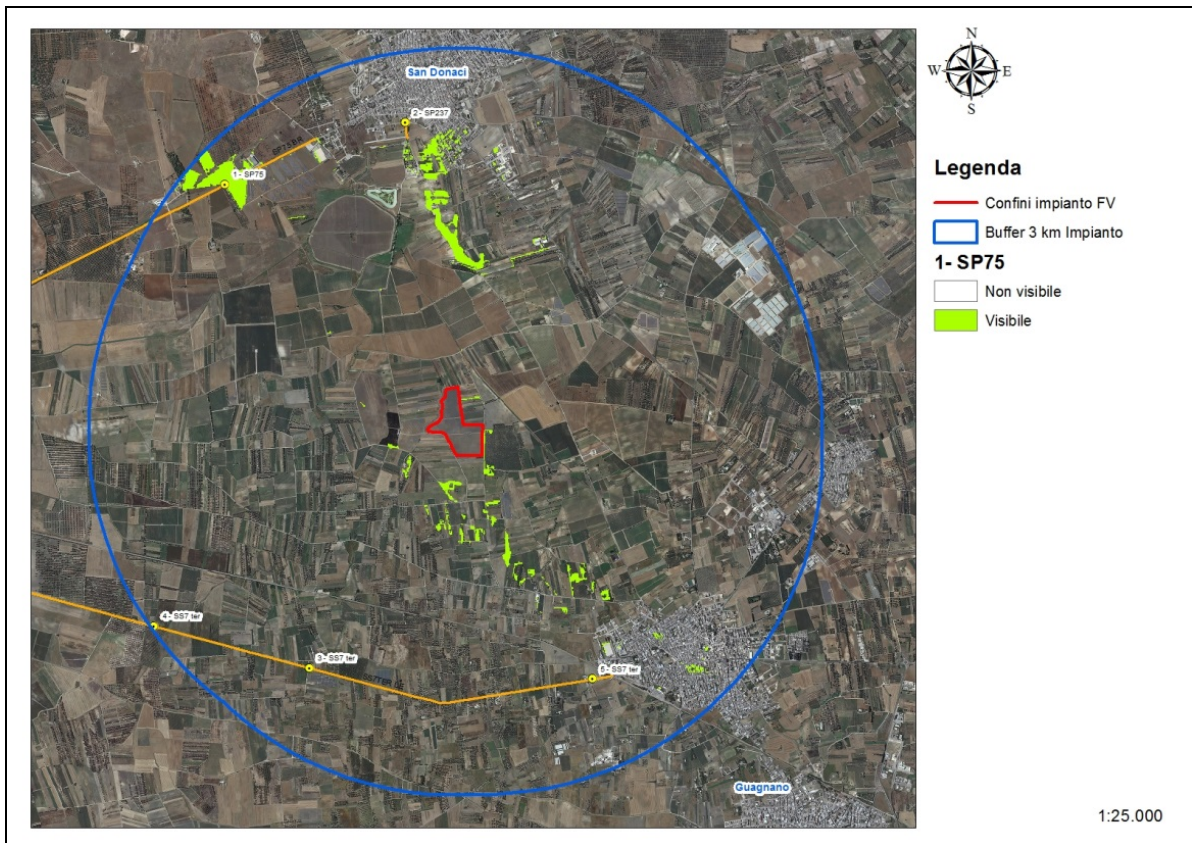 San Donaci
2- SP237
1- SP75
4- SS7 ter
3- SS7 ter
5- SS7 ter
Guagnano
N
W
E
S
Legenda
Confini impianto FV
Buffer 3 km Impianto
1- SP75
Non visibile
Visibile
1:25.000